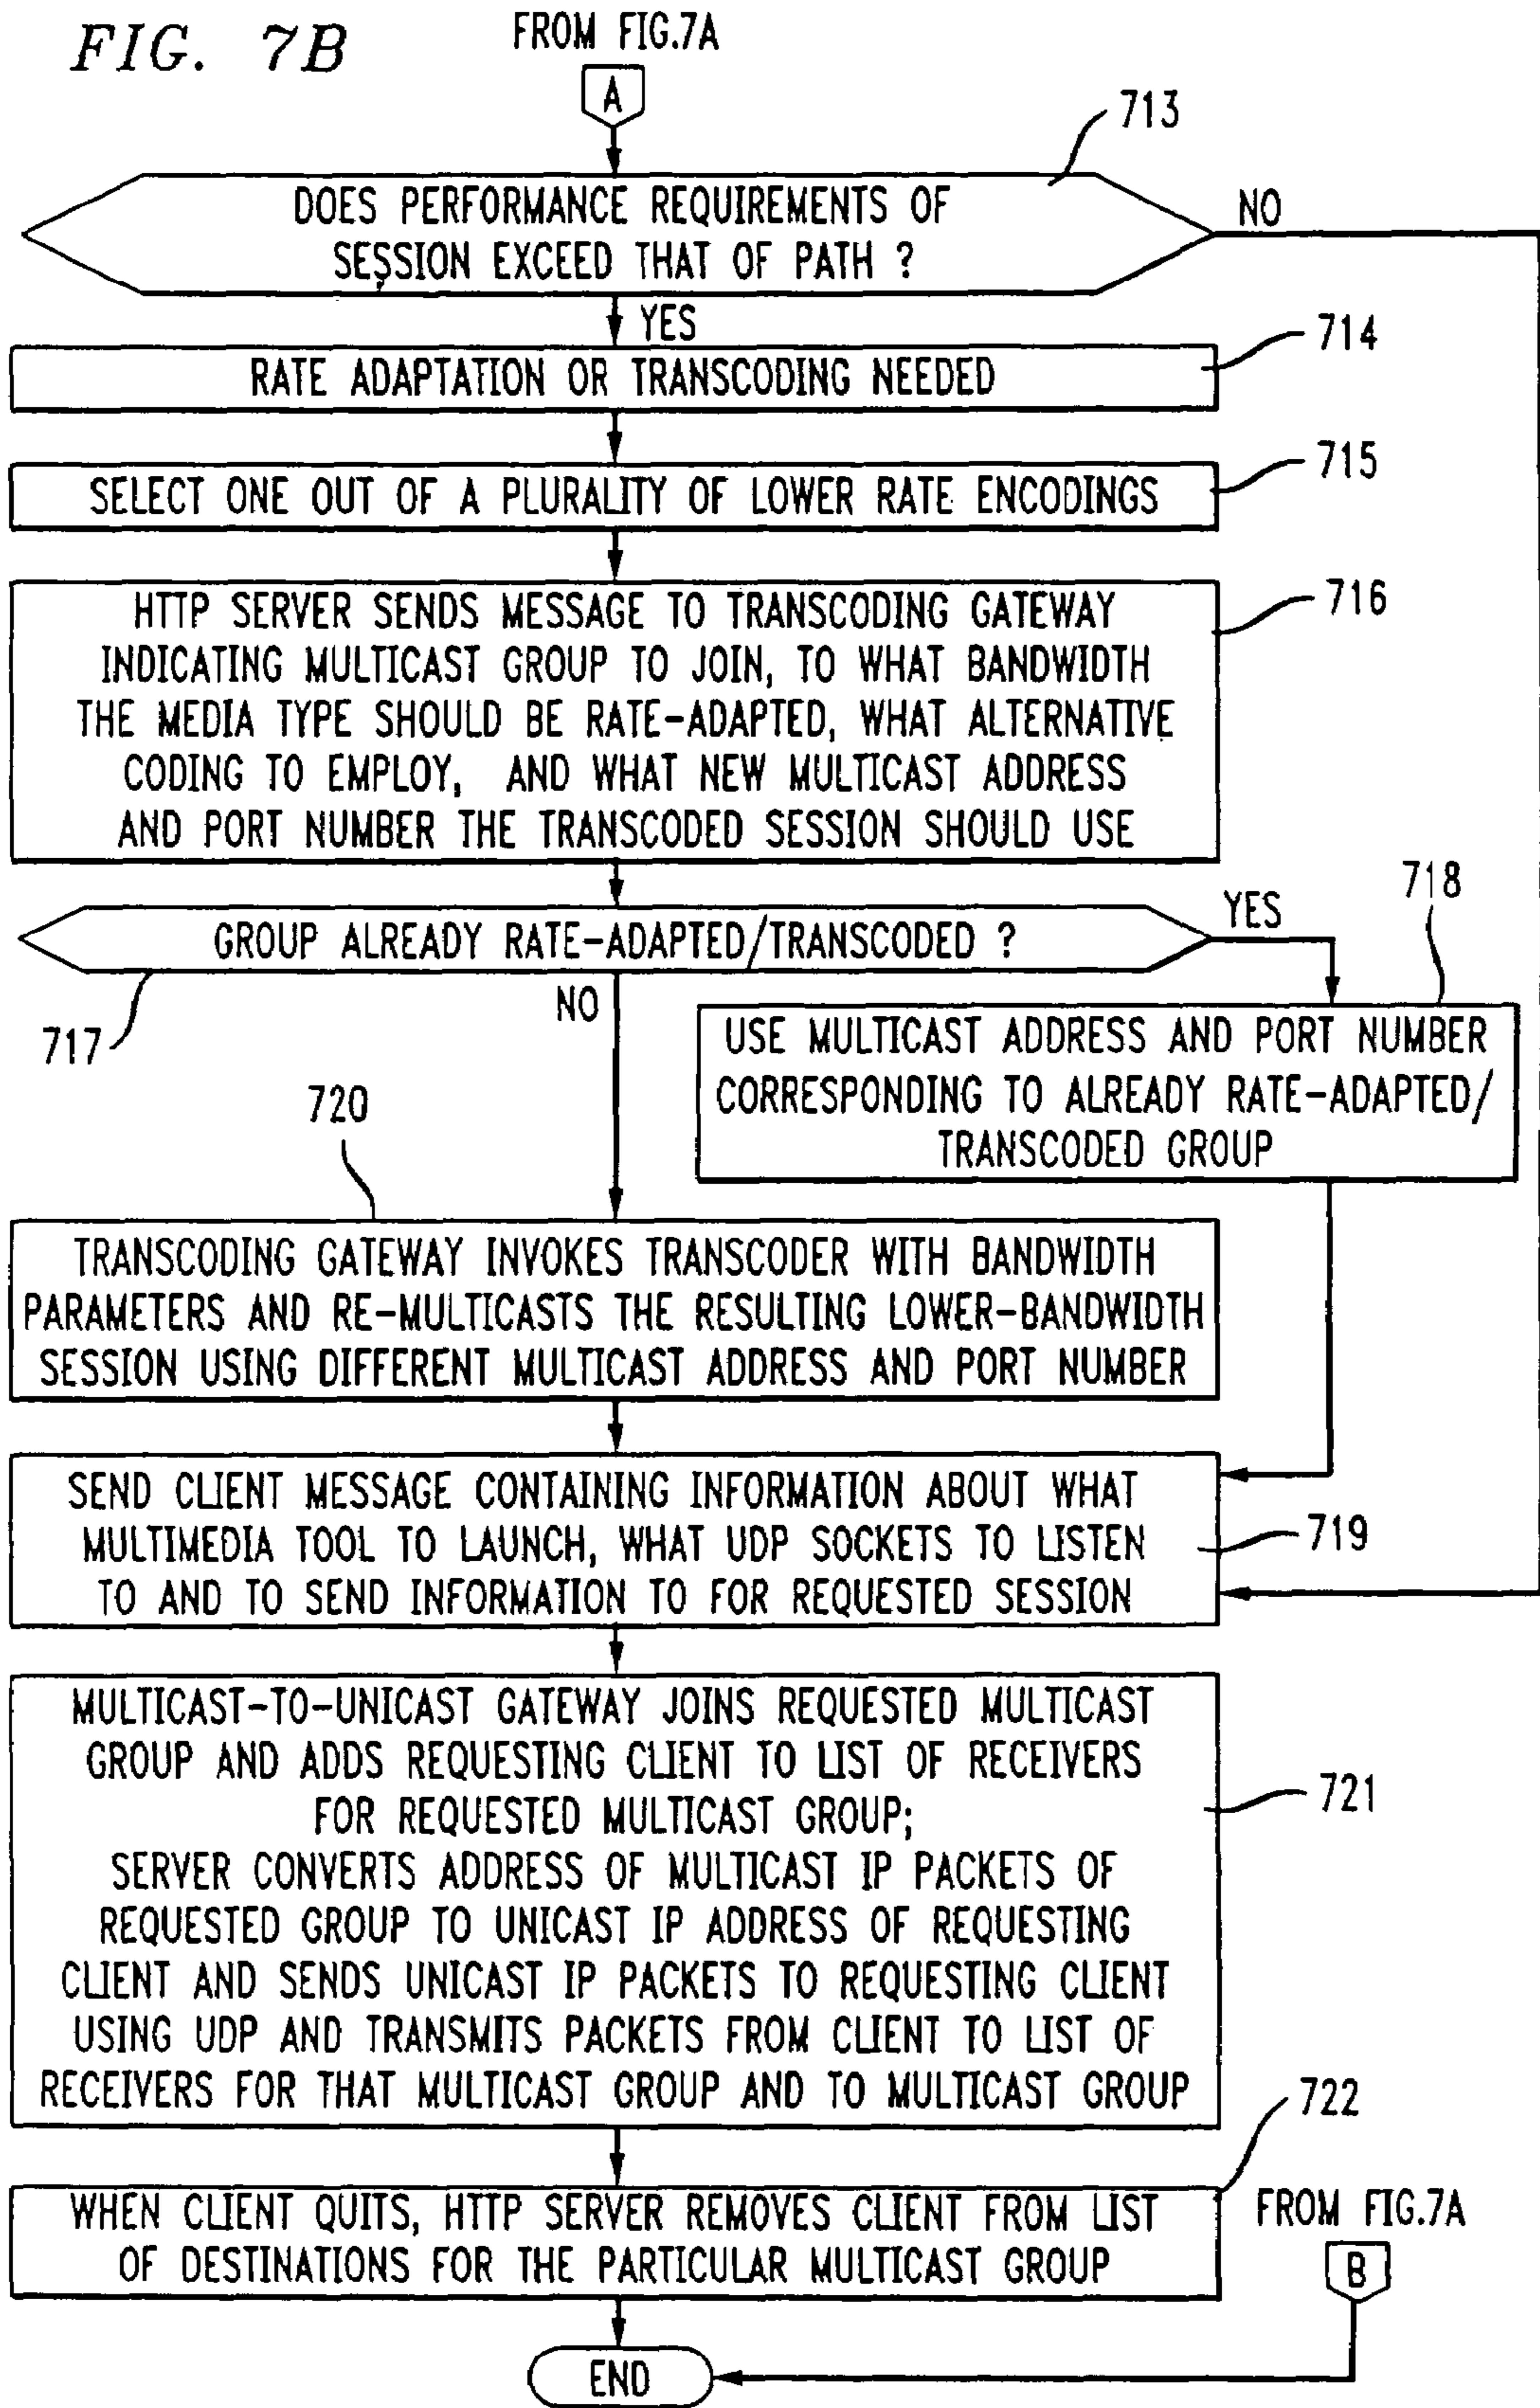 FIG. 7B
FROM FIG.7A
A
713
DOES PERFORMANCE REQUIREMENTS OF
SESSION EXCEED THAT OF PATH ?
NO
YES
714
RATE ADAPTATION OR TRANSCODING NEEDED
715
SELECT ONE OUT OF A PLURALITY OF LOWER RATE ENCODINGS
716
HTTP SERVER SENDS MESSAGE TO TRANSCODING GATEWAY
INDICATING MULTICAST GROUP TO JOIN, TO WHAT BANDWIDTH
THE MEDIA TYPE SHOULD BE RATE-ADAPTED, WHAT ALTERNATIVE
CODING TO EMPLOY, AND WHAT NEW MULTICAST ADDRESS
AND PORT NUMBER THE TRANSCODED SESSION SHOULD USE
718
GROUP ALREADY RATE-ADAPTED/TRANSCODED ?
YES
NO
717
USE MULTICAST ADDRESS AND PORT NUMBER
CORRESPONDING TO ALREADY RATE-ADAPTED/
TRANSCODED GROUP
720
TRANSCODING GATEWAY INVOKES TRANSCODER WITH BANDWIDTH
PARAMETERS AND RE-MULTICASTS THE RESULTING LOWER-BANDWIDTH
SESSION USING DIFFERENT MULTICAST ADDRESS AND PORT NUMBER
SEND CLIENT MESSAGE CONTAINING INFORMATION ABOUT WHAT
MULTIMEDIA TOOL TO LAUNCH, WHAT UDP SOCKETS TO LISTEN
TO AND TO SEND INFORMATION TO FOR REQUESTED SESSION
719
MULTICAST-TO-UNICAST GATEWAY JOINS REQUESTED MULTICAST
GROUP AND ADDS REQUESTING CLIENT TO LIST OF RECEIVERS
FOR REQUESTED MULTICAST GROUP;
SERVER CONVERTS ADDRESS OF MULTICAST IP PACKETS OF
REQUESTED GROUP TO UNICAST IP ADDRESS OF REQUESTING
CLIENT AND SENDS UNICAST IP PACKETS TO REQUESTING CLIENT
USING UDP AND TRANSMITS PACKETS FROM CLIENT TO LIST OF
RECEIVERS FOR THAT MULTICAST GROUP AND TO MULTICAST GROUP
721
722
WHEN CLIENT QUITS, HTTP SERVER REMOVES CLIENT FROM LIST
OF DESTINATIONS FOR THE PARTICULAR MULTICAST GROUP
FROM FIG.7A
B
END